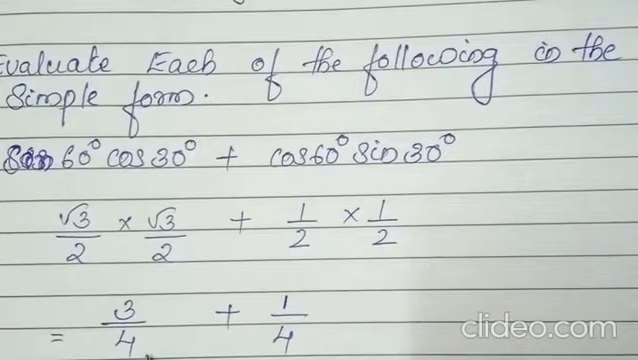 Evaluate Each of the following in the
Simple form.
Sin 60° cos 30° + cos 60° sin 30°
√3/2 × √3/2 + 1/2 × 1/2
= 3/4 + 1/4
clideo.com